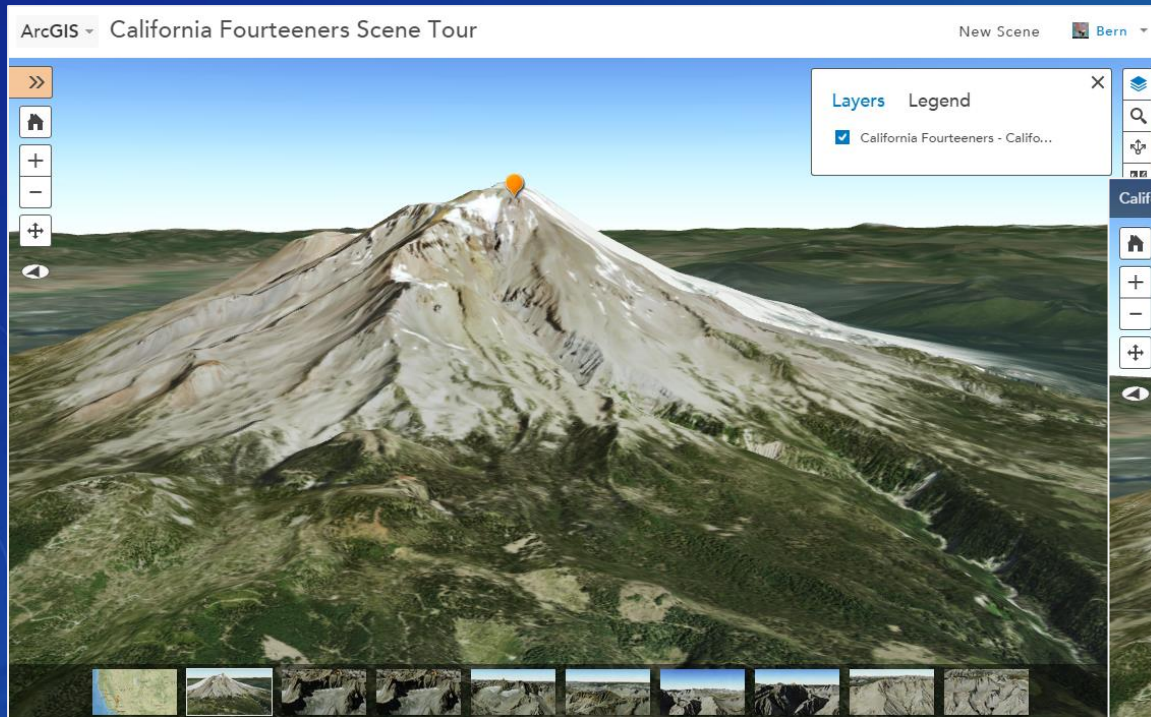 ArcGIS California Fourteeners Scene Tour New Scene Bern
Layers Legend
California Fourteeners - Califo...
Calif